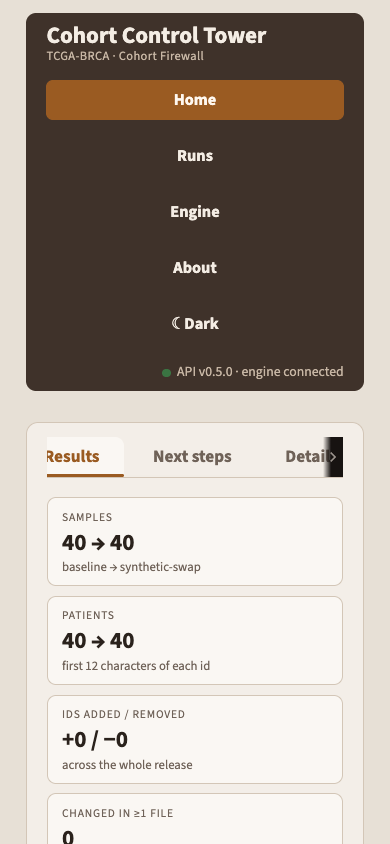 Cohort Control Tower
TCGA-BRCA · Cohort Firewall
Home
Runs
Engine
About
☾ Dark
API v0.5.0 · engine connected
Results Next steps Detail
SAMPLES
40 → 40
baseline → synthetic-swap
PATIENTS
40 → 40
first 12 characters of each id
IDS ADDED / REMOVED
+0 / −0
across the whole release
CHANGED IN ≥1 FILE
0